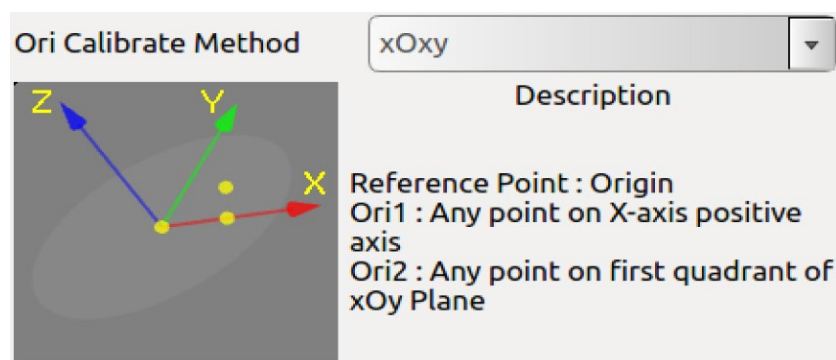 Ori Calibrate Method
xOxy
Z
Y
X
Description
Reference Point : Origin
Ori1 : Any point on X-axis positive
axis
Ori2 : Any point on first quadrant of
xOy Plane